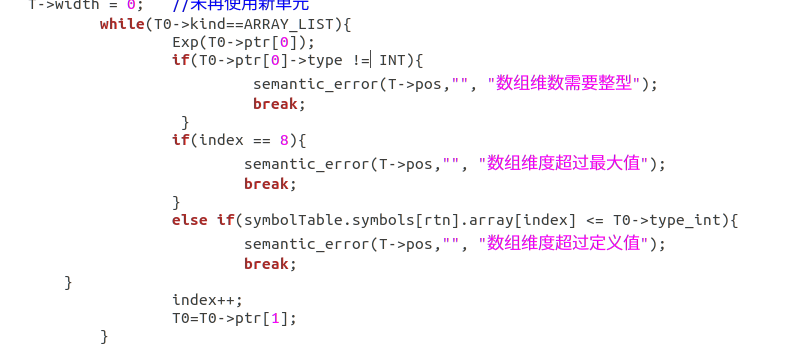 T->width = 0;   //未再使用新单元
while(T0->kind==ARRAY_LIST){
Exp(T0->ptr[0]);
if(T0->ptr[0]->type != INT){
semantic_error(T->pos,"", "数组维数需要整型");
break;
}
if(index == 8){
semantic_error(T->pos,"", "数组维度超过最大值");
break;
}
else if(symbolTable.symbols[rtn].array[index] <= T0->type_int){
semantic_error(T->pos,"", "数组维度超过定义值");
break;
}
index++;
T0=T0->ptr[1];
}